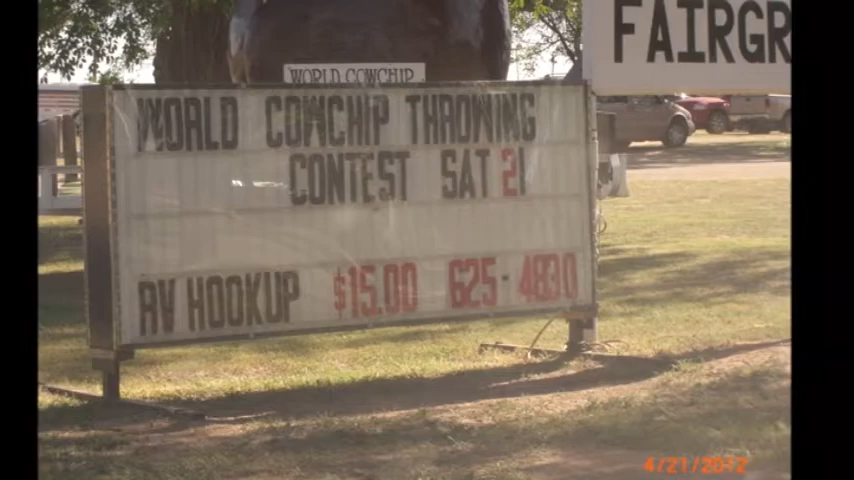 FAIRGR
WORLD COWCHIP
WORLD COWCHIP THROWING
CONTEST SAT 21
RV HOOKUP $15.00 625-4830
4/21/2012